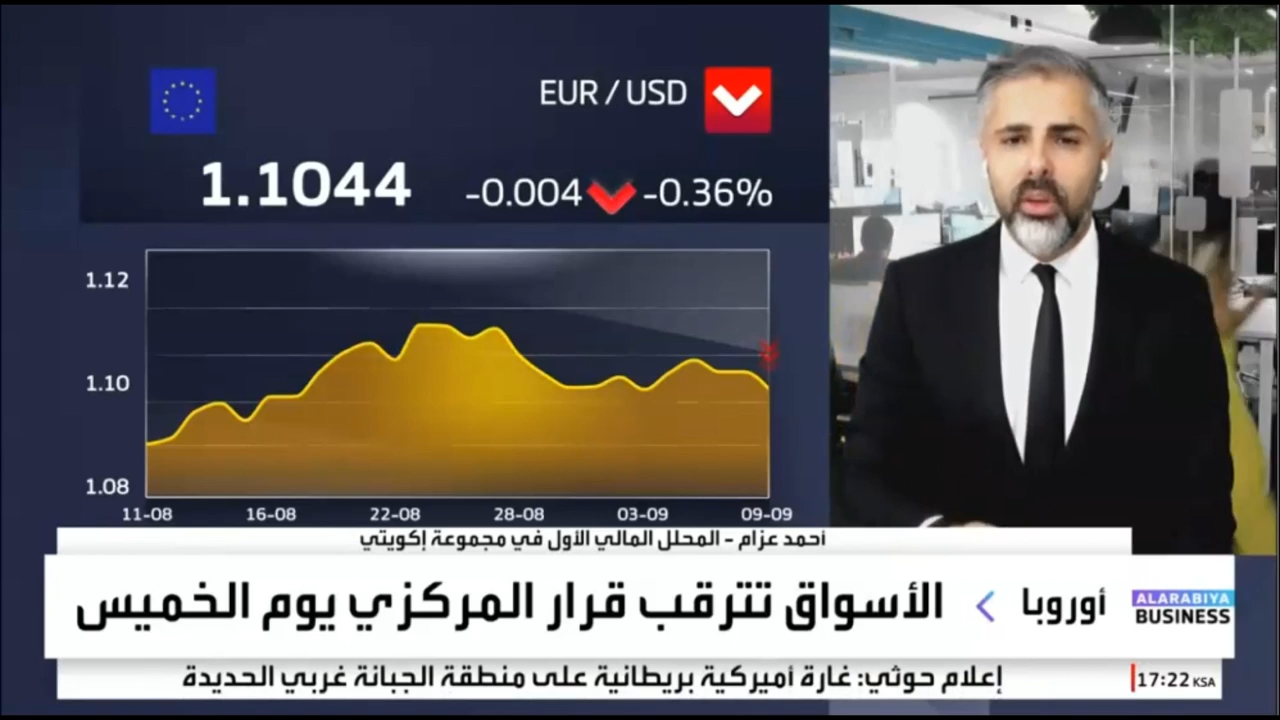 EUR / USD
1.1044 -0.004 -0.36%
1.12
1.10
1.08
11-08 16-08 22-08 28-08 03-09 09-09
أحمد عزام - المحلل المالي الأول في مجموعة إكويتي
أوروبا > الأسواق تترقب قرار المركزي يوم الخميس
ALARABIYA
BUSINESS
إعلام حوثي: غارة أميركية بريطانية على منطقة الجبانة غربي الحديدة
17:22 KSA